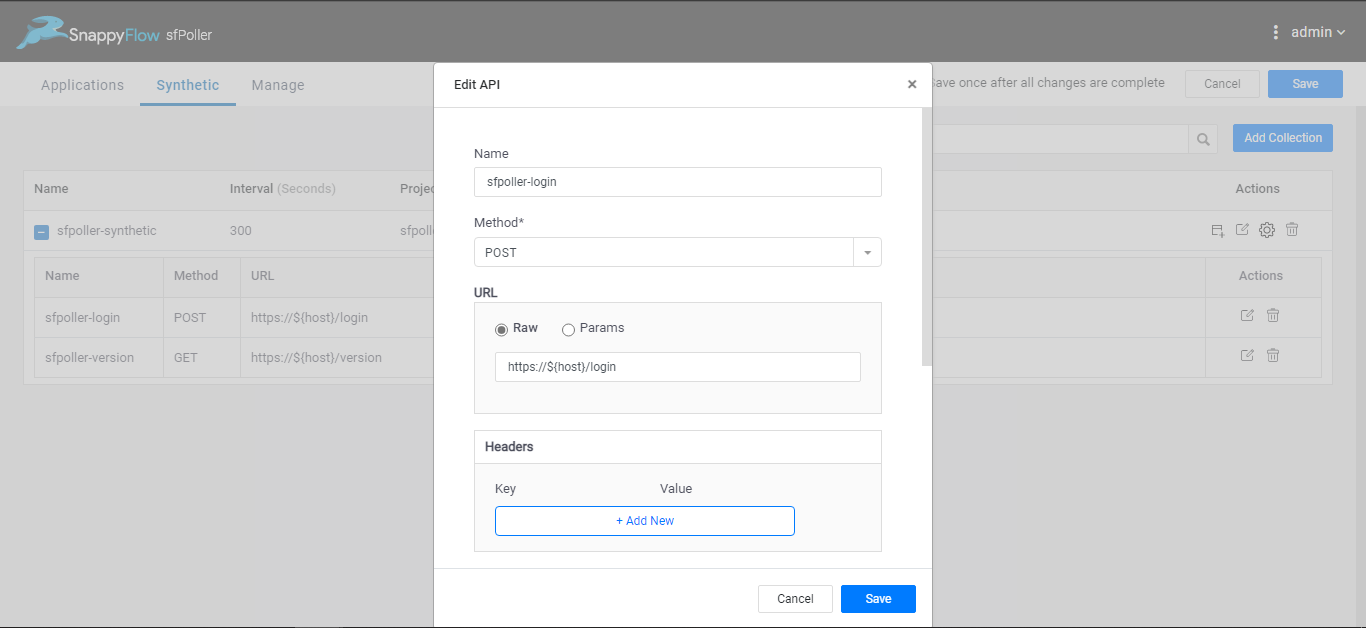 SnappyFlow sfPoller
admin
Applications Synthetic Manage
Save once after all changes are complete
Cancel Save
Add Collection
Name Interval (Seconds) Actions
sfpoller-synthetic 300
Name Method URL Actions
sfpoller-login POST https://${host}/login
sfpoller-version GET https://${host}/version
Edit API
Name
sfpoller-login
Method*
POST
URL
Raw Params
https://${host}/login
Headers
Key Value
+ Add New
Cancel Save